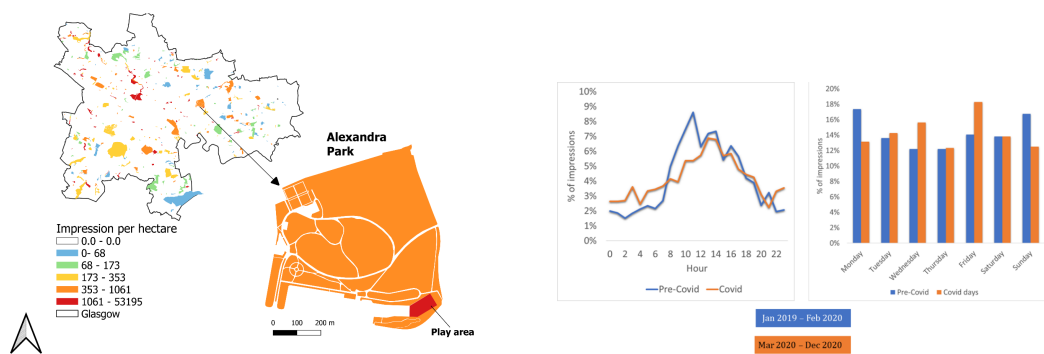 Alexandra
Park
Impression per hectare
0.0 - 0.0
0- 68
68 - 173
173 - 353
353 - 1061
1061 - 53195
Glasgow
0 100 200 m
Play area
% of impressions
10%
9%
8%
7%
6%
5%
4%
3%
2%
1%
0%
0 2 4 6 8 10 12 14 16 18 20 22
Hour
Pre-Covid Covid
% of impressions
20%
18%
16%
14%
12%
10%
8%
6%
4%
2%
0%
Monday Tuesday Wednesday Thursday Friday Saturday Sunday
Pre-Covid Covid days
Jan 2019 – Feb 2020
Mar 2020 – Dec 2020